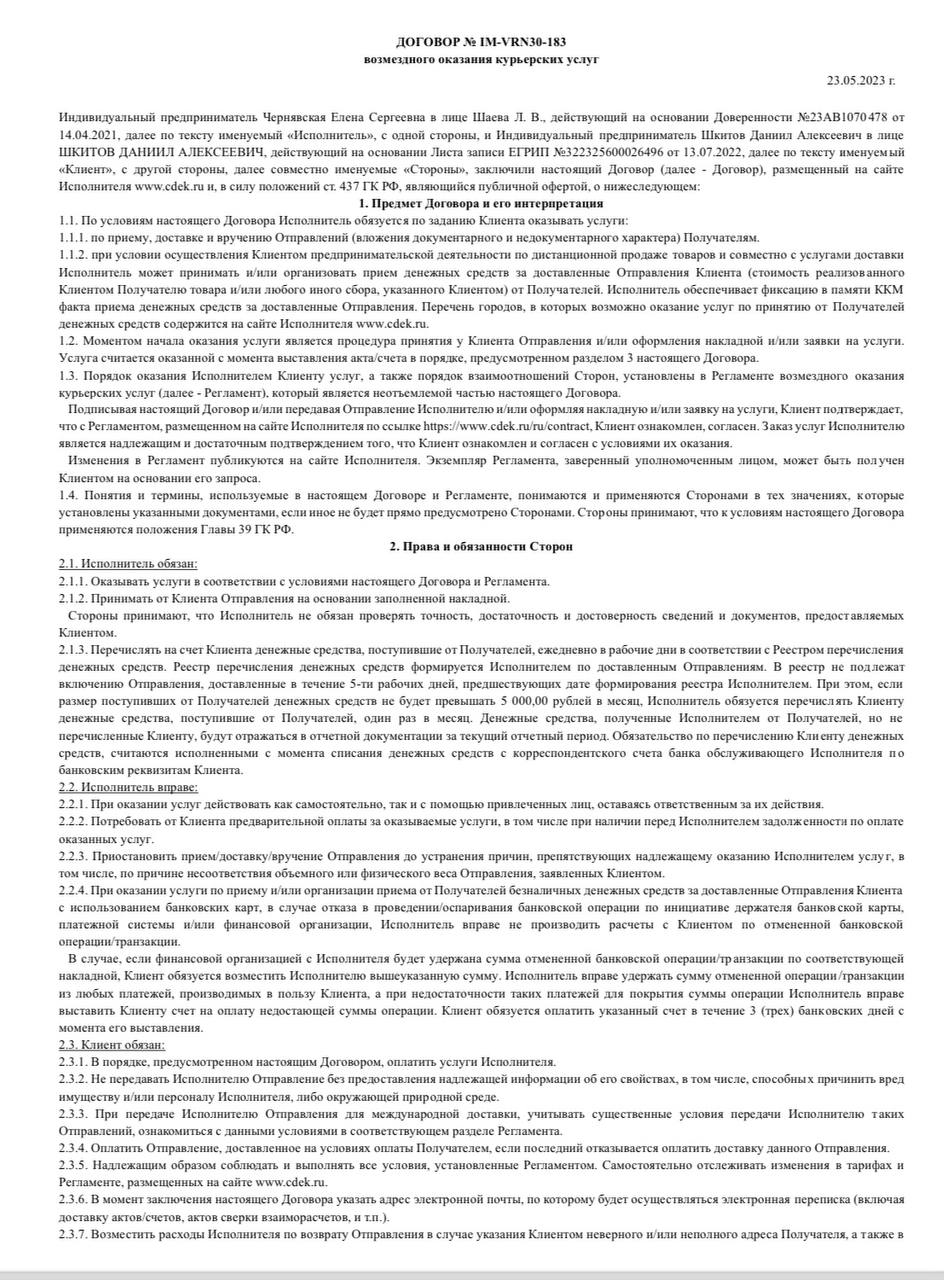 ДОГОВОР № IM-VRN30-183
возмездного оказания курьерских услуг
23.05.2023 г.
Индивидуальный предприниматель Чернявская Елена Сергеевна в лице Шаева Л. В., действующий на основании Доверенности №23АВ1070478 от
14.04.2021, далее по тексту именуемый «Исполнитель», с одной стороны, и Индивидуальный предприниматель Шкитов Даниил Алексеевич в лице
ШКИТОВ ДАНИИЛ АЛЕКСЕЕВИЧ, действующий на основании Листа записи ЕГРИП №322325600026496 от 13.07.2022, далее по тексту именуемый
«Клиент», с другой стороны, далее совместно именуемые «Стороны», заключили настоящий Договор (далее - Договор), размещенный на сайте
Исполнителя www.cdek.ru и, в силу положений ст. 437 ГК РФ, являющийся публичной офертой, о нижеследующем:
1. Предмет Договора и его интерпретация
1.1. По условиям настоящего Договора Исполнитель обязуется по заданию Клиента оказывать услуги:
1.1.1. по приему, доставке и вручению Отправлений (вложения документарного и недокументарного характера) Получателям.
1.1.2. при условии осуществления Клиентом предпринимательской деятельности по дистанционной продаже товаров и совместно с услугами доставки
Исполнитель может принимать и/или организовать прием денежных средств за доставленные Отправления Клиента (стоимость реализованного
Клиентом Получателю товара и/или любого иного сбора, указанного Клиентом) от Получателей. Исполнитель обеспечивает фиксацию в памяти ККМ
факта приема денежных средств за доставленные Отправления. Перечень городов, в которых возможно оказание услуг по принятию от Получателей
денежных средств содержится на сайте Исполнителя www.cdek.ru.
1.2. Моментом начала оказания услуги является процедура принятия у Клиента Отправления и/или оформления накладной и/или заявки на услуги.
Услуга считается оказанной с момента выставления акта/счета в порядке, предусмотренном разделом 3 настоящего Договора.
1.3. Порядок оказания Исполнителем Клиенту услуг, а также порядок взаимоотношений Сторон, установлены в Регламенте возмездного оказания
курьерских услуг (далее - Регламент), который является неотъемлемой частью настоящего Договора.
Подписывая настоящий Договор и/или передавая Отправление Исполнителю и/или оформляя накладную и/или заявку на услуги, Клиент подтверждает,
что с Регламентом, размещенном на сайте Исполнителя по ссылке https://www.cdek.ru/ru/contract, Клиент ознакомлен, согласен. Заказ услуг Исполнителю
является надлежащим и достаточным подтверждением того, что Клиент ознакомлен и согласен с условиями их оказания.
Изменения в Регламент публикуются на сайте Исполнителя. Экземпляр Регламента, заверенный уполномоченным лицом, может быть получен
Клиентом на основании его запроса.
1.4. Понятия и термины, используемые в настоящем Договоре и Регламенте, понимаются и применяются Сторонами в тех значениях, которые
установлены указанными документами, если иное не будет прямо предусмотрено Сторонами. Стороны принимают, что к условиям настоящего Договора
применяются положения Главы 39 ГК РФ.
2. Права и обязанности Сторон
2.1. Исполнитель обязан:
2.1.1. Оказывать услуги в соответствии с условиями настоящего Договора и Регламента.
2.1.2. Принимать от Клиента Отправления на основании заполненной накладной.
Стороны принимают, что Исполнитель не обязан проверять точность, достаточность и достоверность сведений и документов, предоставляемых
Клиентом.
2.1.3. Перечислять на счет Клиента денежные средства, поступившие от Получателей, ежедневно в рабочие дни в соответствии с Реестром перечисления
денежных средств. Реестр перечисления денежных средств формируется Исполнителем по доставленным Отправлениям. В реестр не подлежат
включению Отправления, доставленные в течение 5-ти рабочих дней, предшествующих дате формирования реестра Исполнителем. При этом, если
размер поступивших от Получателей денежных средств не будет превышать 5 000,00 рублей в месяц, Исполнитель обязуется перечислять Клиенту
денежные средства, поступившие от Получателей, один раз в месяц. Денежные средства, полученные Исполнителем от Получателей, но не
перечисленные Клиенту, будут отражаться в отчетной документации за текущий отчетный период. Обязательство по перечислению Клиенту денежных
средств, считаются исполненными с момента списания денежных средств с корреспондентского счета банка обслуживающего Исполнителя по
банковским реквизитам Клиента.
2.2. Исполнитель вправе:
2.2.1. При оказании услуг действовать как самостоятельно, так и с помощью привлеченных лиц, оставаясь ответственным за их действия.
2.2.2. Потребовать от Клиента предварительной оплаты за оказываемые услуги, в том числе при наличии перед Исполнителем задолженности по оплате
оказанных услуг.
2.2.3. Приостановить прием/доставку/вручение Отправления до устранения причин, препятствующих надлежащему оказанию Исполнителем услуг, в
том числе, по причине несоответствия объемного или физического веса Отправления, заявленных Клиентом.
2.2.4. При оказании услуги по приему и/или организации приема от Получателей безналичных денежных средств за доставленные Отправления Клиента
с использованием банковских карт, в случае отказа в проведении/оспаривания банковской операции по инициативе держателя банковской карты,
платежной системы и/или финансовой организации, Исполнитель вправе не производить расчеты с Клиентом по отмененной банковской
операции/транзакции.
В случае, если финансовой организацией с Исполнителя будет удержана сумма отмененной банковской операции/транзакции по соответствующей
накладной, Клиент обязуется возместить Исполнителю вышеуказанную сумму. Исполнитель вправе удержать сумму отмененной операции/транзакции
из любых платежей, производимых в пользу Клиента, а при недостаточности таких платежей для покрытия суммы операции Исполнитель вправе
выставить Клиенту счет на оплату недостающей суммы операции. Клиент обязуется оплатить указанный счет в течение 3 (трех) банковских дней с
момента его выставления.
2.3. Клиент обязан:
2.3.1. В порядке, предусмотренном настоящим Договором, оплатить услуги Исполнителя.
2.3.2. Не передавать Исполнителю Отправление без предоставления надлежащей информации об его свойствах, в том числе, способных причинить вред
имуществу и/или персоналу Исполнителя, либо окружающей природной среде.
2.3.3. При передаче Исполнителю Отправления для международной доставки, учитывать существенные условия передачи Исполнителю таких
Отправлений, ознакомиться с данными условиями в соответствующем разделе Регламента.
2.3.4. Оплатить Отправление, доставленное на условиях оплаты Получателем, если последний отказывается оплатить доставку данного Отправления.
2.3.5. Надлежащим образом соблюдать и выполнять все условия, установленные Регламентом. Самостоятельно отслеживать изменения в тарифах и
Регламенте, размещенных на сайте www.cdek.ru.
2.3.6. В момент заключения настоящего Договора указать адрес электронной почты, по которому будет осуществляться электронная переписка (включая
доставку актов/счетов, актов сверки взаиморасчетов, и т.п.).
2.3.7. Возместить расходы Исполнителя по возврату Отправления в случае указания Клиентом неверного и/или неполного адреса Получателя, а также в